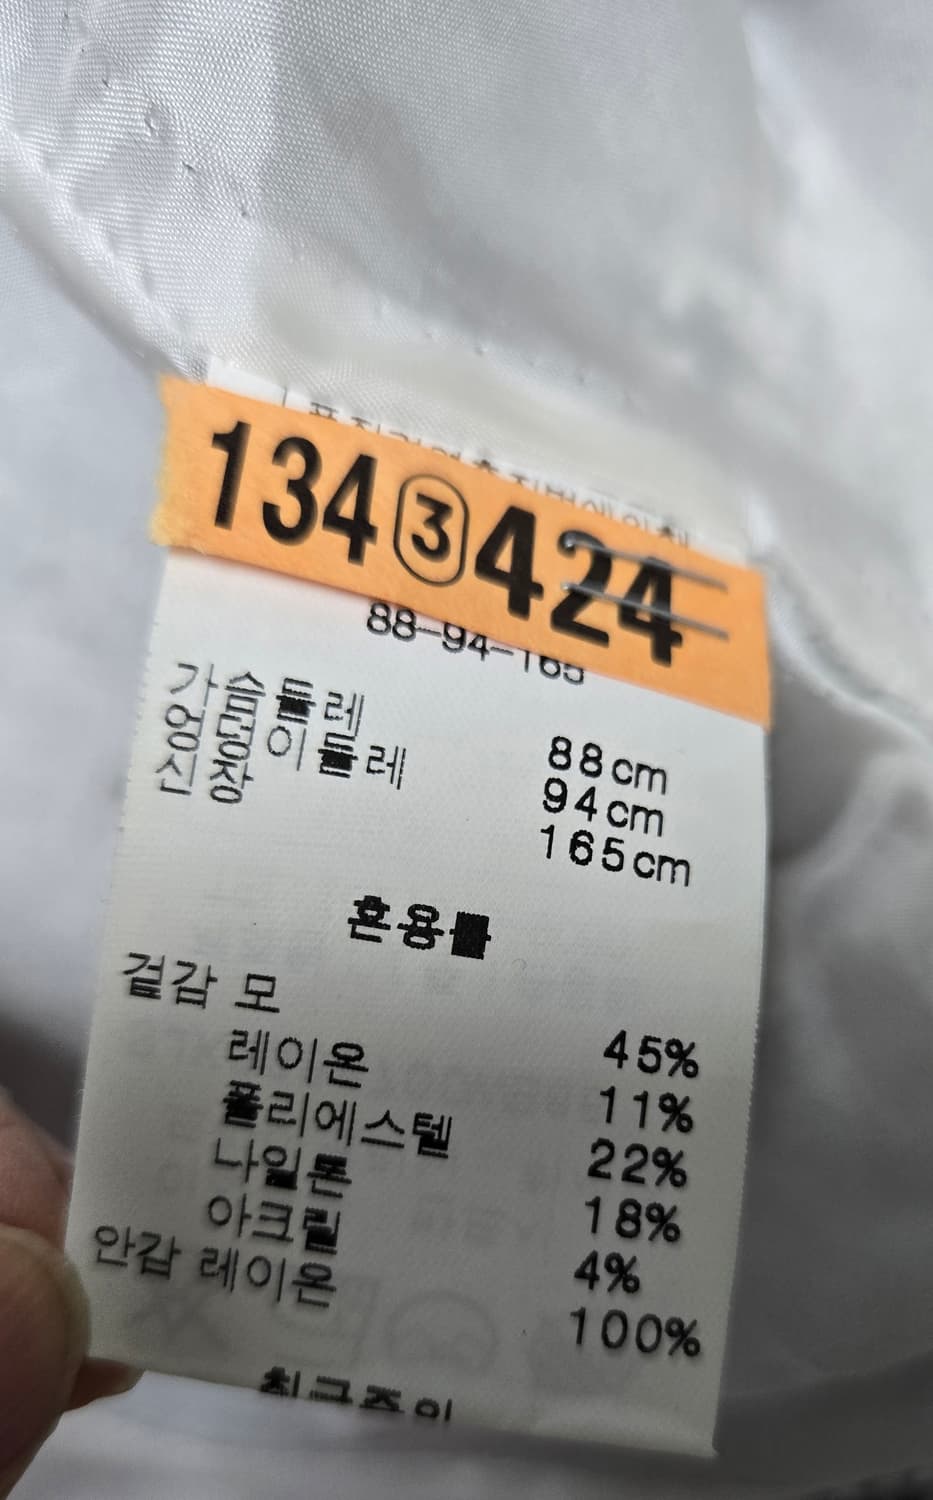 134③424
88-94-165
가슴둘레 88cm
엉덩이둘레 94cm
신장 165cm
혼용률
겉감 모 45%
레이온 11%
폴리에스텔 22%
나일론 18%
아크릴 4%
안감 레이온 100%